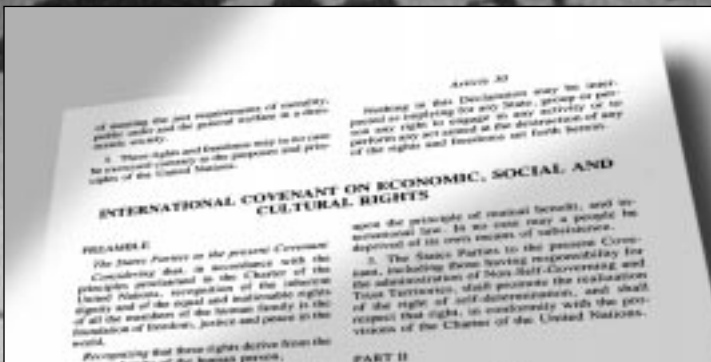 of meeting the just requirements of morality,
public order and the general welfare in a demo-
cratic society.
3. These rights and freedoms may in no case
be exercised contrary to the purposes and prin-
ciples of the United Nations.
Article 30
Nothing in this Declaration may be inter-
preted as implying for any State, group or per-
son any right to engage in any activity or to
perform any act aimed at the destruction of any
of the rights and freedoms set forth herein.
INTERNATIONAL COVENANT ON ECONOMIC, SOCIAL AND
CULTURAL RIGHTS
PREAMBLE
The States Parties to the present Covenant
Considering that, in accordance with the
principles proclaimed in the Charter of the
United Nations, recognition of the inherent
dignity and of the equal and inalienable rights
of all the members of the human family is the
foundation of freedom, justice and peace in the
world,
Recognizing that these rights derive from the
of the human person,
upon the principle of mutual benefit, and in-
ternational law. In no case may a people be
deprived of its own means of subsistence.
3. The States Parties to the present Cove-
nant, including those having responsibility for
the administration of Non-Self-Governing and
Trust Territories, shall promote the realization
of the right of self-determination, and shall
respect that right, in conformity with the pro-
visions of the Charter of the United Nations.
PART II